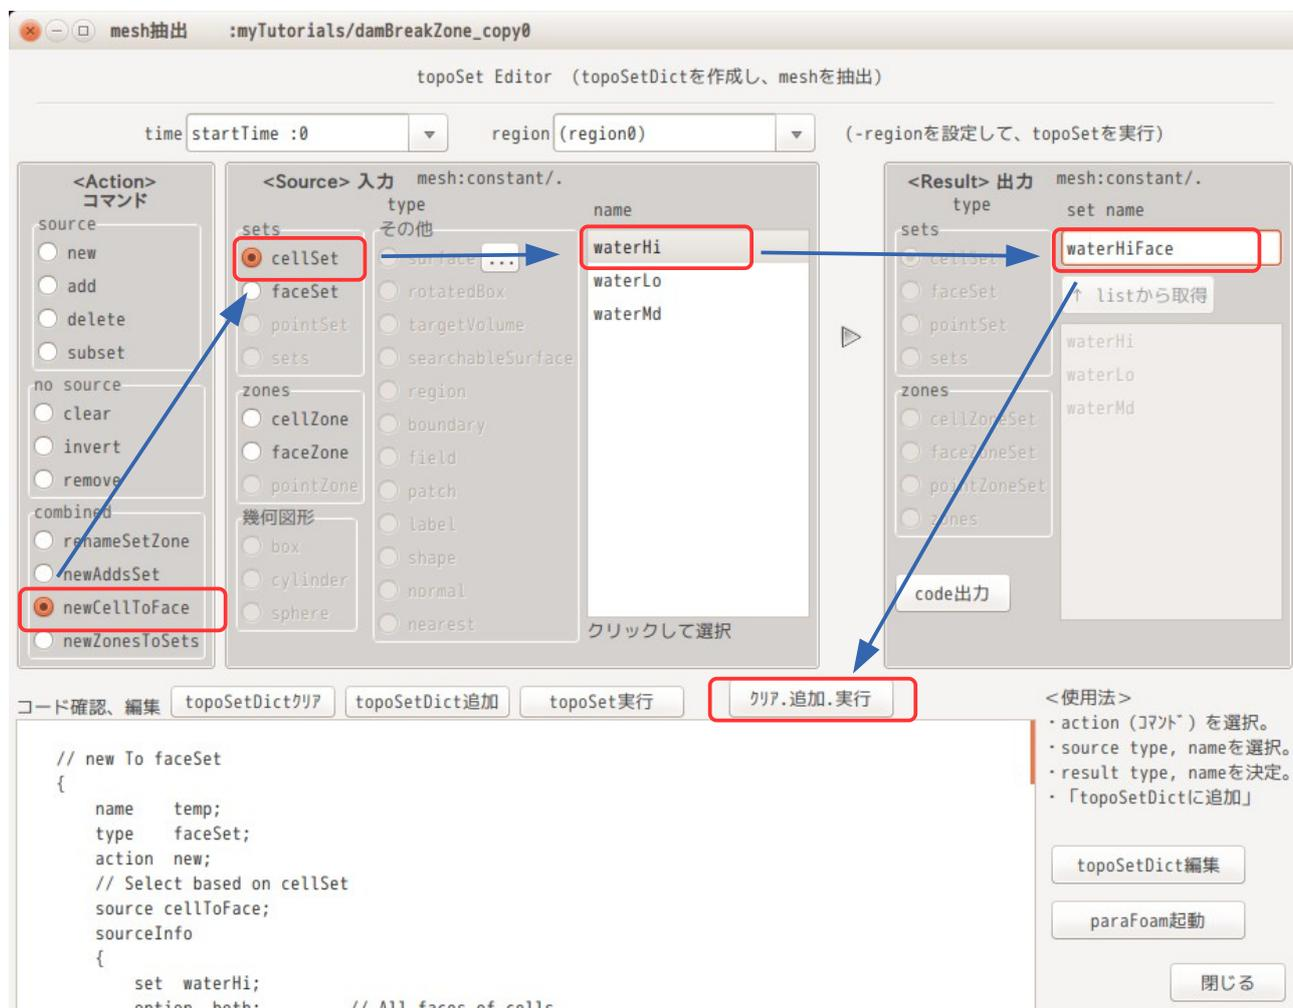 mesh抽出 :myTutorials/damBreakZone_copy0
topoSet Editor （topoSetDictを作成し、meshを抽出）
time startTime :0 region (region0) (-regionを設定して、topoSetを実行)
<Action>
コマンド
source
new
add
delete
subset
no source
clear
invert
remove
combined
renameSetZone
newAddsSet
newCellToFace
newZonesToSets
<Source> 入力 mesh:constant/.
type
sets
cellSet
faceSet
pointSet
sets
zones
cellZone
faceZone
pointZone
幾何図形
box
cylinder
sphere
その他
surface ...
rotatedBox
targetVolume
searchableSurface
region
boundary
field
patch
label
shape
normal
nearest
name
waterHi
waterLo
waterMd
クリックして選択
<Result> 出力 mesh:constant/.
type
sets
cellSet
faceSet
pointSet
sets
zones
cellZoneSet
faceZoneSet
pointZoneSet
zones
code出力
set name
waterHiFace
↑ listから取得
waterHi
waterLo
waterMd
コード確認、編集 topoSetDictｸﾘｱ topoSetDict追加 topoSet実行 ｸﾘｱ.追加.実行
// new To faceSet
{
name temp;
type faceSet;
action new;
// Select based on cellSet
source cellToFace;
sourceInfo
{
set waterHi;
option both; // All faces of cells
＜使用法＞
・action (ｺﾏﾝﾄﾞ) を選択。
・source type, nameを選択。
・result type, nameを決定。
・「topoSetDictに追加」
topoSetDict編集
paraFoam起動
閉じる